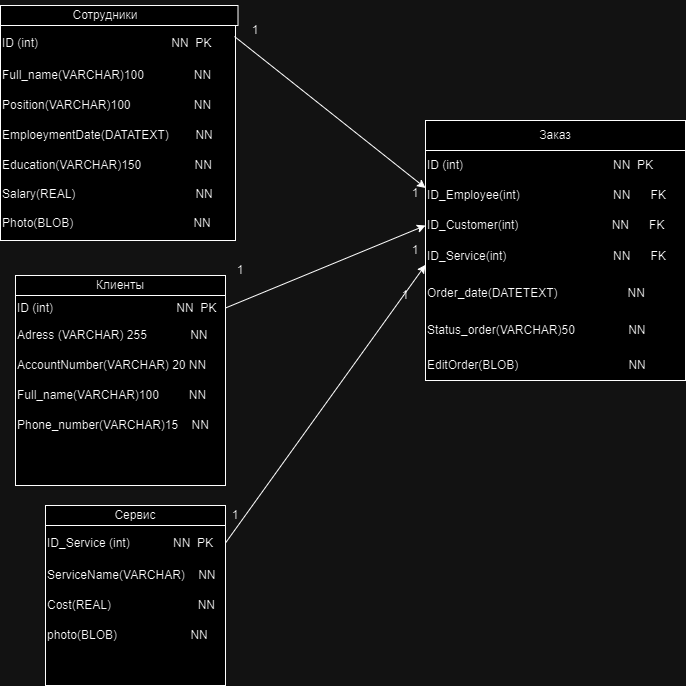 Сотрудники
1
ID (int) NN PK
Full_name(VARCHAR)100 NN
Position(VARCHAR)100 NN
EmploeymentDate(DATATEXT) NN
Education(VARCHAR)150 NN
Salary(REAL) NN
Photo(BLOB) NN
Заказ
ID (int) NN PK
1
ID_Employee(int) NN FK
ID_Customer(int) NN FK
1
ID_Service(int) NN FK
1
Order_date(DATETEXT) NN
Status_order(VARCHAR)50 NN
EditOrder(BLOB) NN
Клиенты
1
ID (int) NN PK
Adress (VARCHAR) 255 NN
AccountNumber(VARCHAR) 20 NN
Full_name(VARCHAR)100 NN
Phone_number(VARCHAR)15 NN
Сервис
1
ID_Service (int) NN PK
ServiceName(VARCHAR) NN
Cost(REAL) NN
photo(BLOB) NN